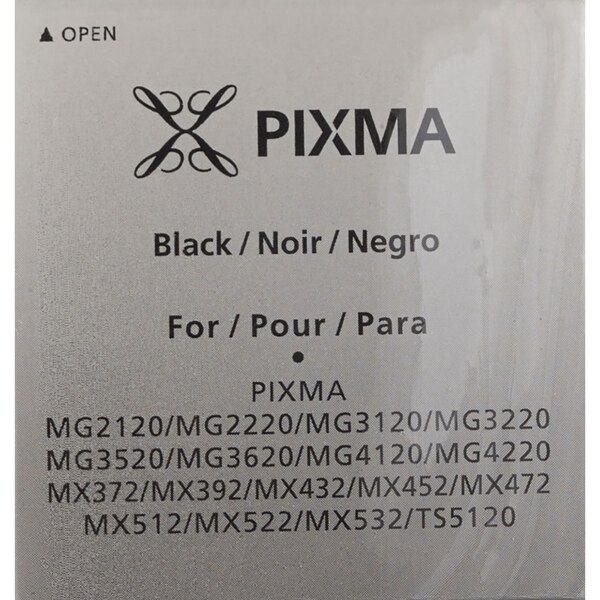 ▲ OPEN
PIXMA
Black / Noir / Negro
For / Pour / Para
•
PIXMA
MG2120/MG2220/MG3120/MG3220
MG3520/MG3620/MG4120/MG4220
MX372/MX392/MX432/MX452/MX472
MX512/MX522/MX532/TS5120